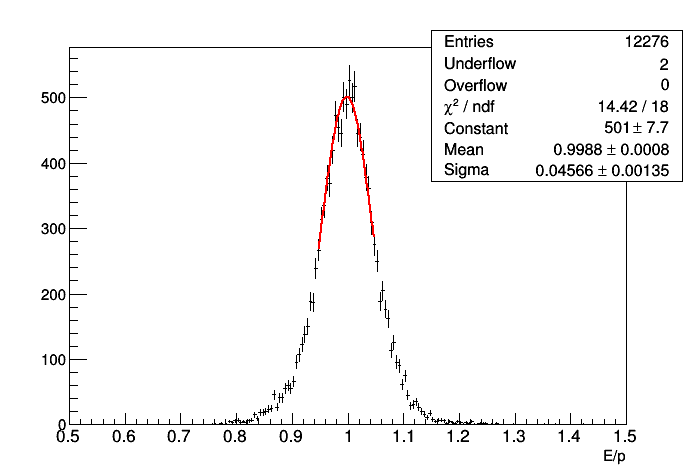 Entries 12276
Underflow 2
Overflow 0
χ² / ndf 14.42 / 18
Constant 501 ± 7.7
Mean 0.9988 ± 0.0008
Sigma 0.04566 ± 0.00135
500
400
300
200
100
0
0.5 0.6 0.7 0.8 0.9 1 1.1 1.2 1.3 1.4 1.5
E/p